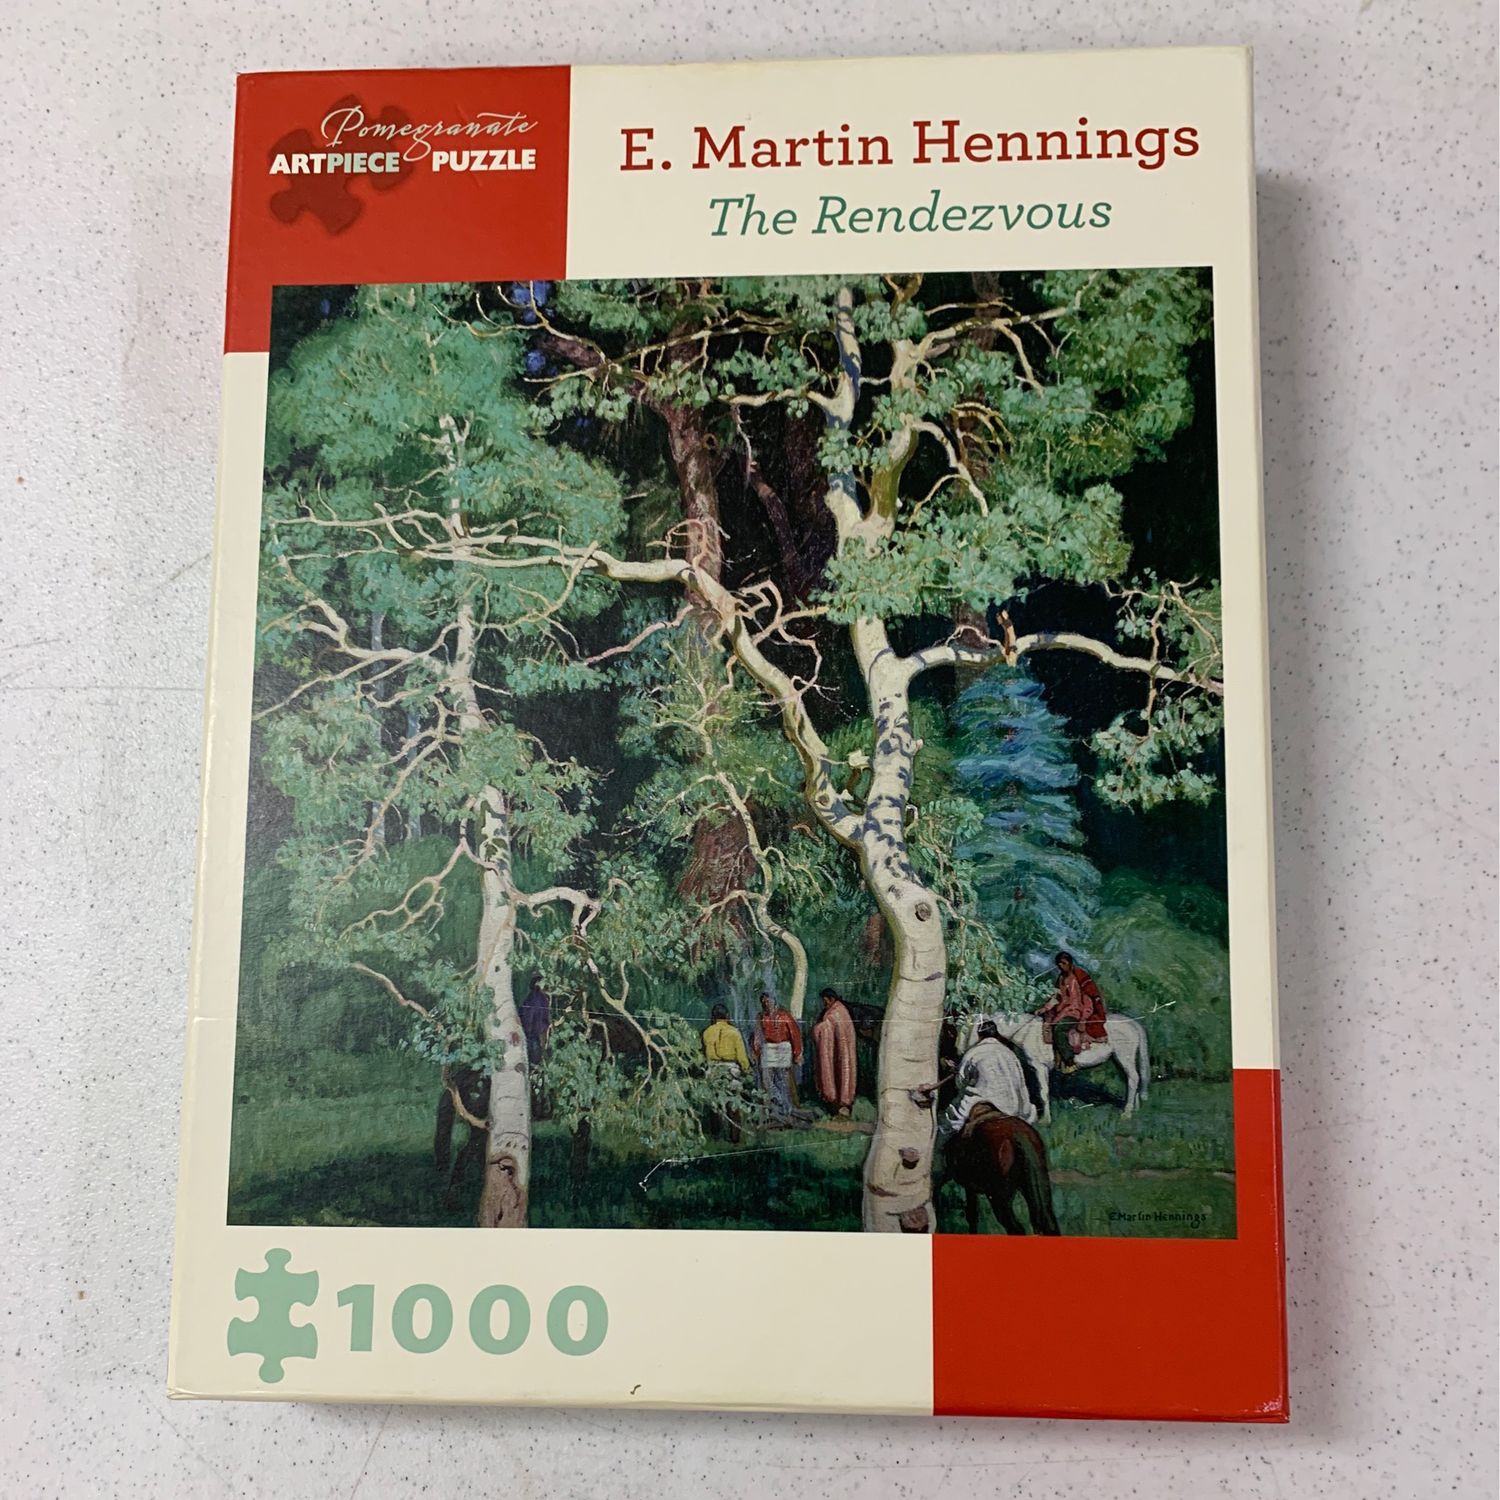 Pomegranate
ARTPIECE PUZZLE
E. Martin Hennings
The Rendezvous
E Martin Hennings
1000